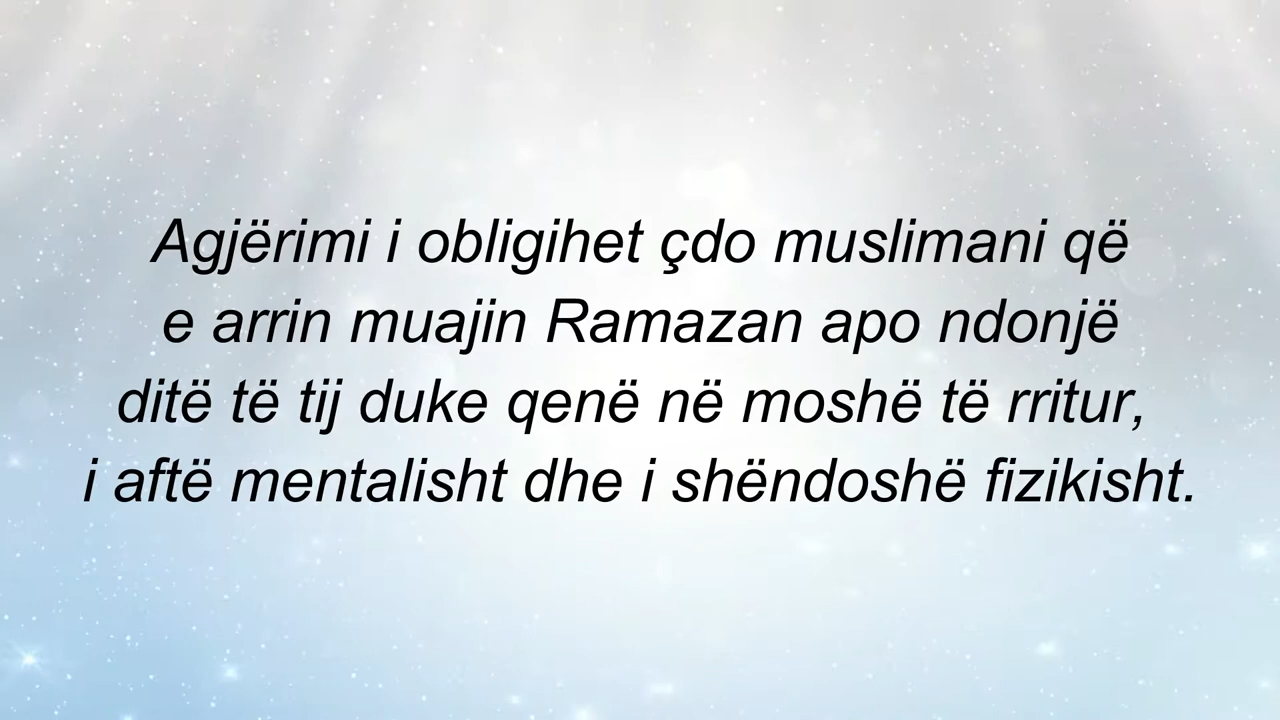 Agjërimi i obligihet çdo muslimani që
e arrin muajin Ramazan apo ndonjë
ditë të tij duke qenë në moshë të rritur,
i aftë mentalisht dhe i shëndoshë fizikisht.